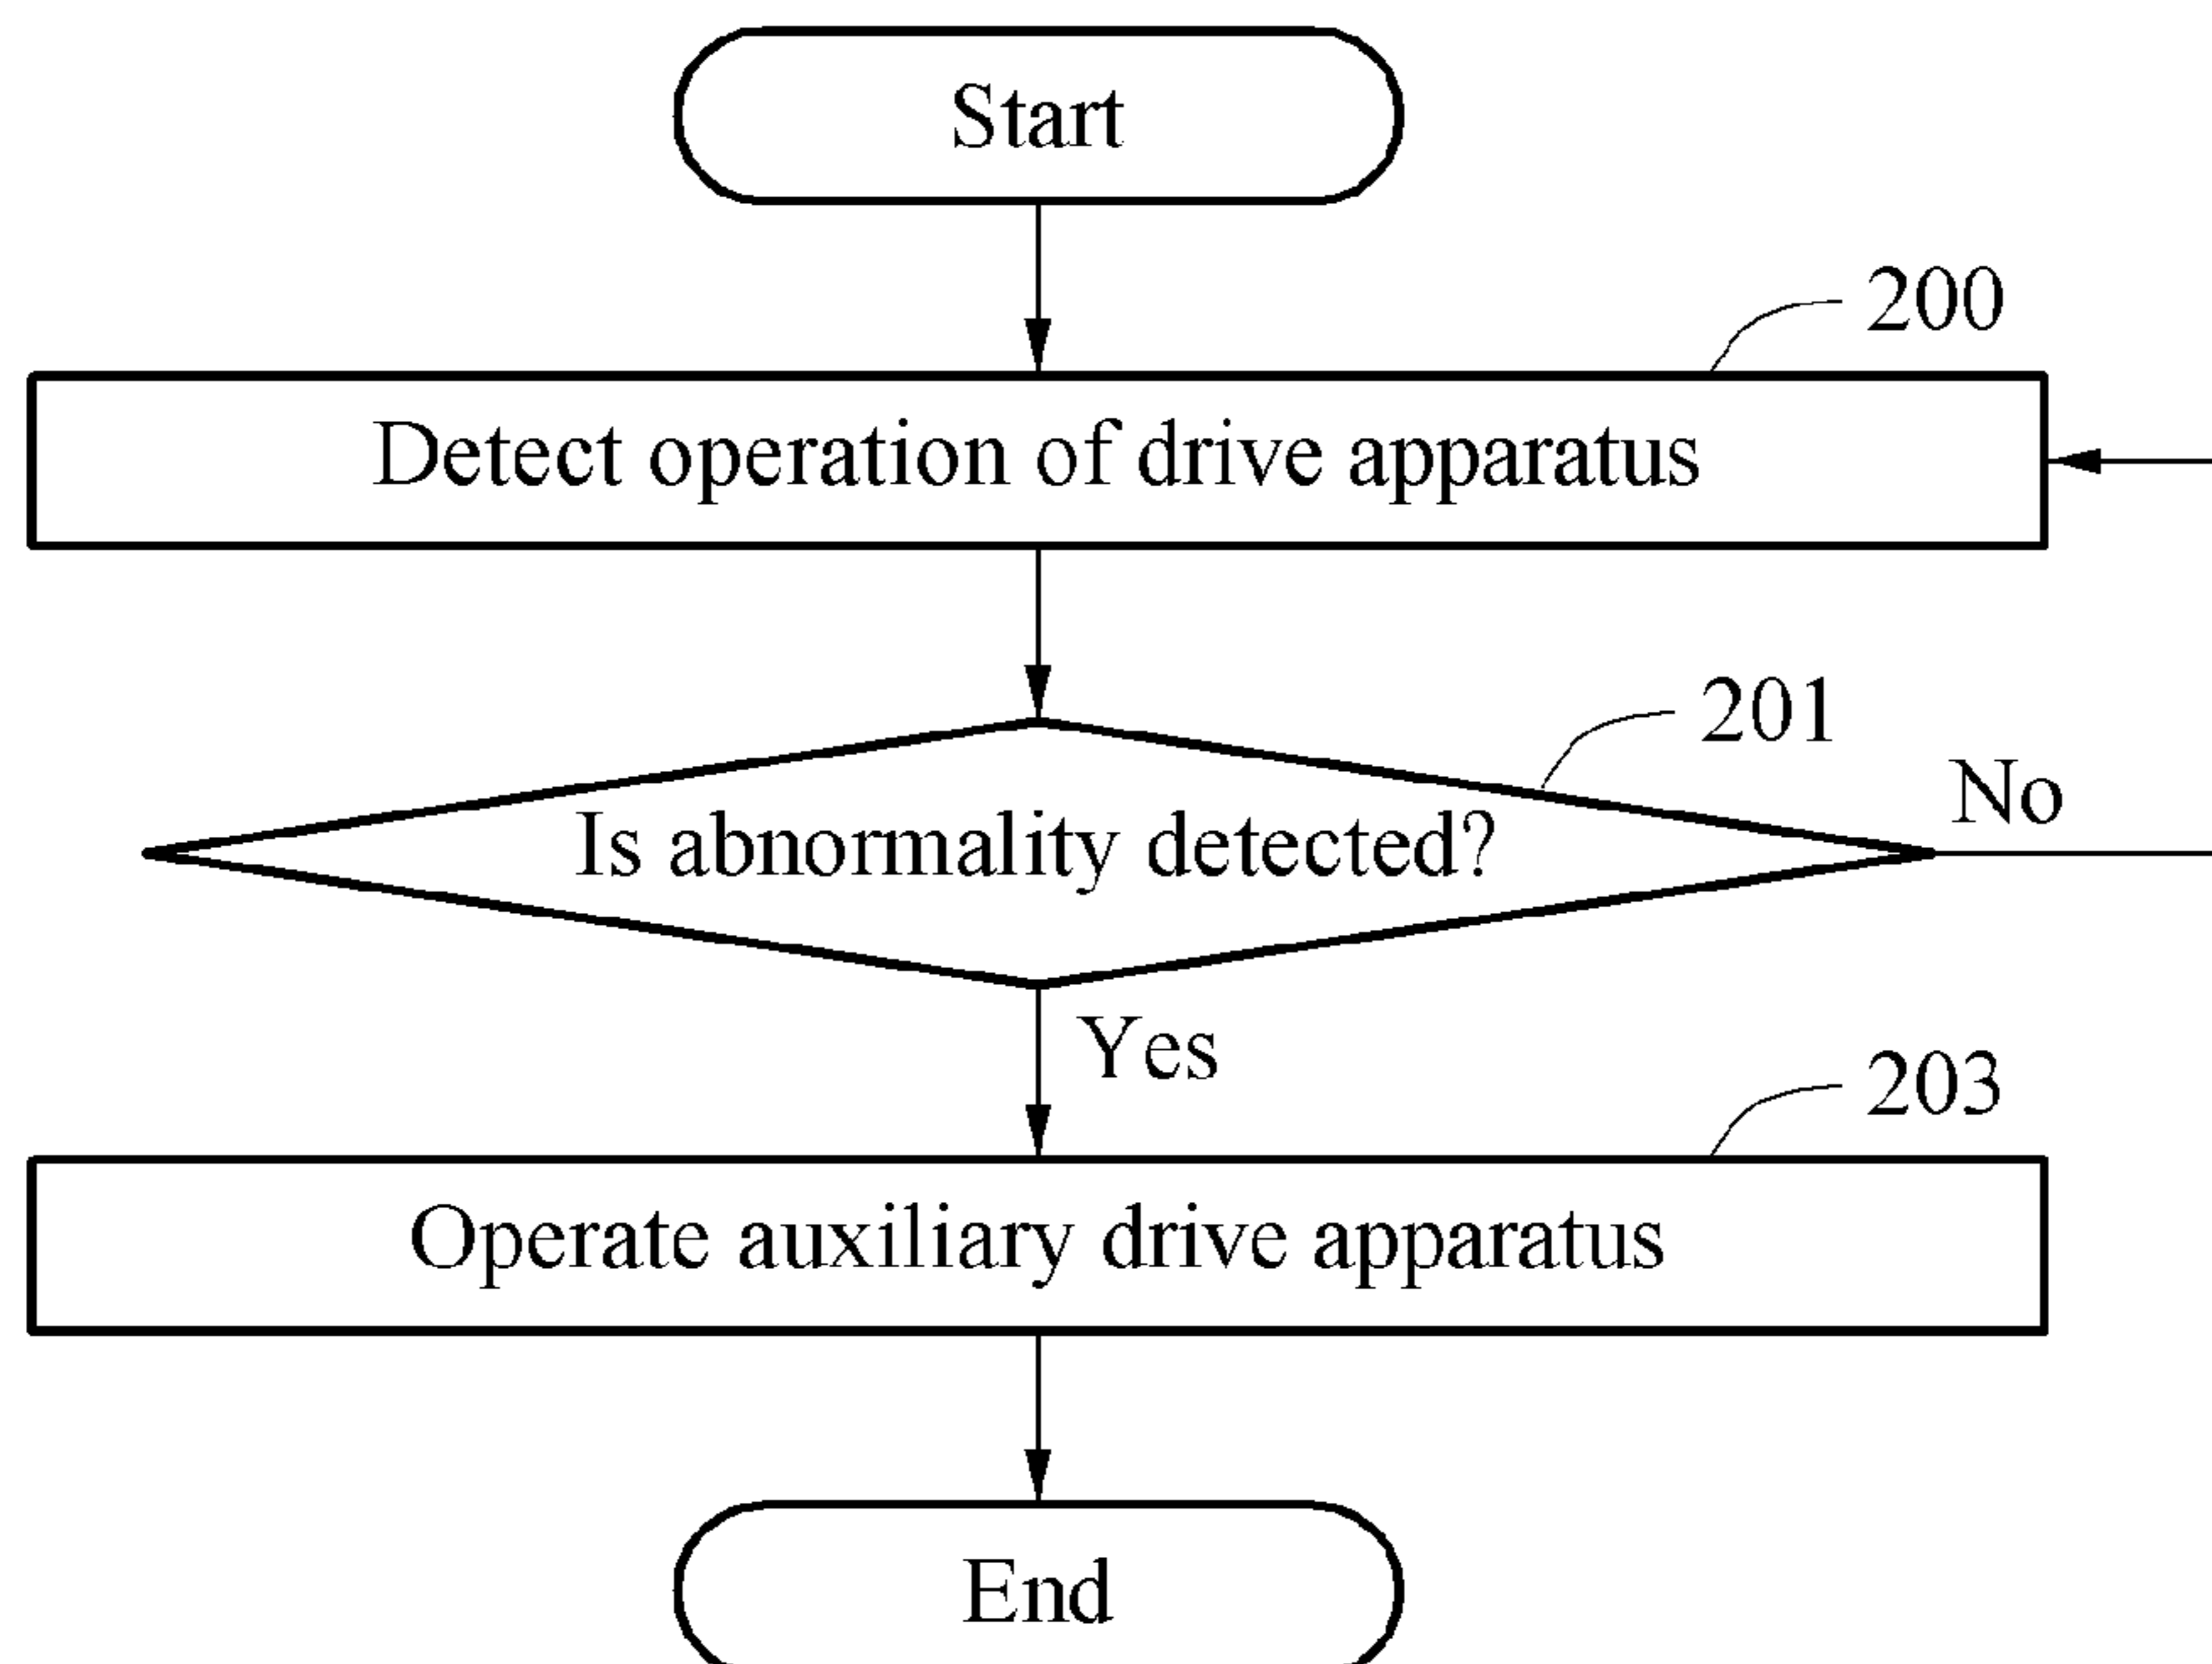 Start
200
Detect operation of drive apparatus
201
Is abnormality detected?
No
Yes
203
Operate auxiliary drive apparatus
End